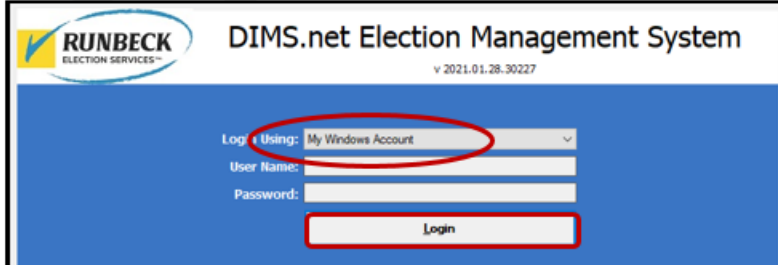 RUNBECK
ELECTION SERVICES℠
DIMS.net Election Management System
v 2021.01.28.30227
Login Using: My Windows Account
User Name:
Password:
Login